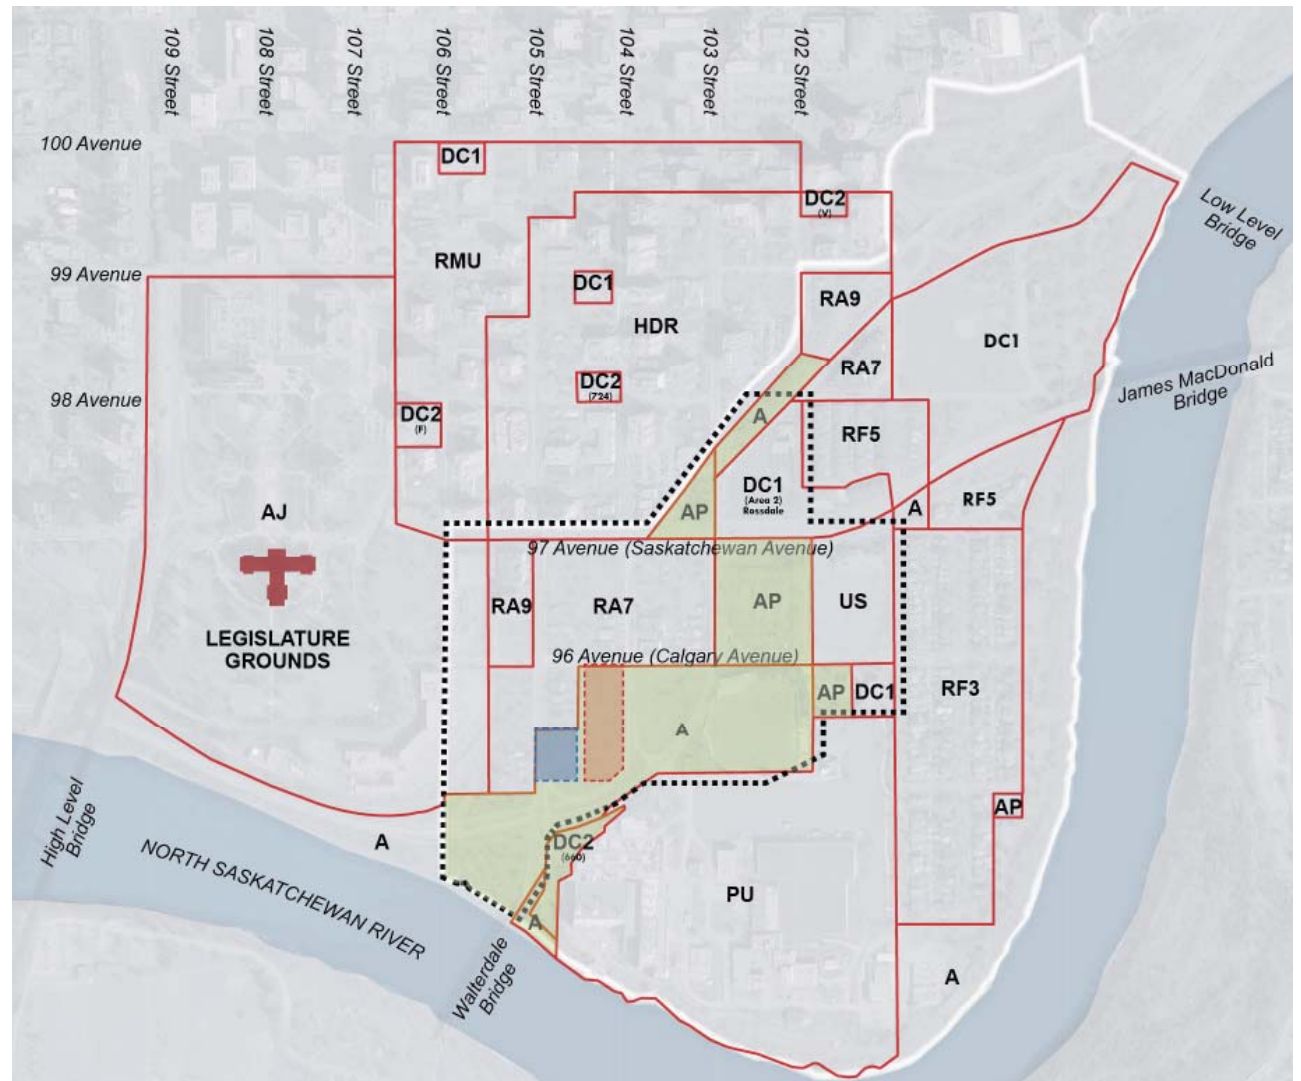 109 Street
108 Street
107 Street
106 Street
105 Street
104 Street
103 Street
102 Street
100 Avenue
DC1
DC2
(V)
Low Level
Bridge
99 Avenue
RMU
DC1
RA9
HDR
DC1
James MacDonald
Bridge
RA7
DC2
(724)
98 Avenue
DC2
(F)
A
RF5
DC1
(Area 2)
Rossdale
RF5
AJ
AP
A
97 Avenue (Saskatchewan Avenue)
RA9
RA7
AP
US
LEGISLATURE
GROUNDS
96 Avenue (Calgary Avenue)
AP
DC1
RF3
A
AP
High Level
Bridge
A
DC2
(660)
NORTH SASKATCHEWAN RIVER
PU
A
Walterdale
Bridge
A